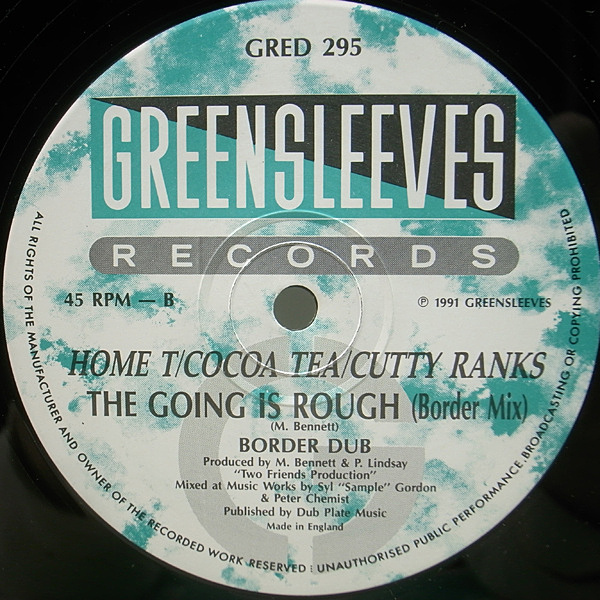 GRED 295
GREENSLEEVES
RECORDS
45 RPM — B
℗ 1991 GREENSLEEVES
HOME T/COCOA TEA/CUTTY RANKS
THE GOING IS ROUGH (Border Mix)
(M. Bennett)
BORDER DUB
Produced by M. Bennett & P. Lindsay
"Two Friends Production"
Mixed at Music Works by Syl "Sample" Gordon
& Peter Chemist
Published by Dub Plate Music
Made in England
ALL RIGHTS OF THE MANUFACTURER AND OWNER OF THE RECORDED WORK RESERVED : UNAUTHORISED PUBLIC PERFORMANCE, BROADCASTING OR COPYING PROHIBITED